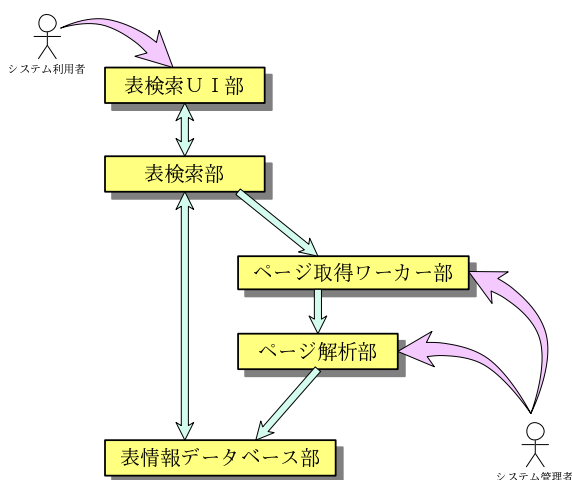 システム利用者
表検索ＵＩ部
表検索部
ページ取得ワーカー部
ページ解析部
表情報データベース部
システム管理者